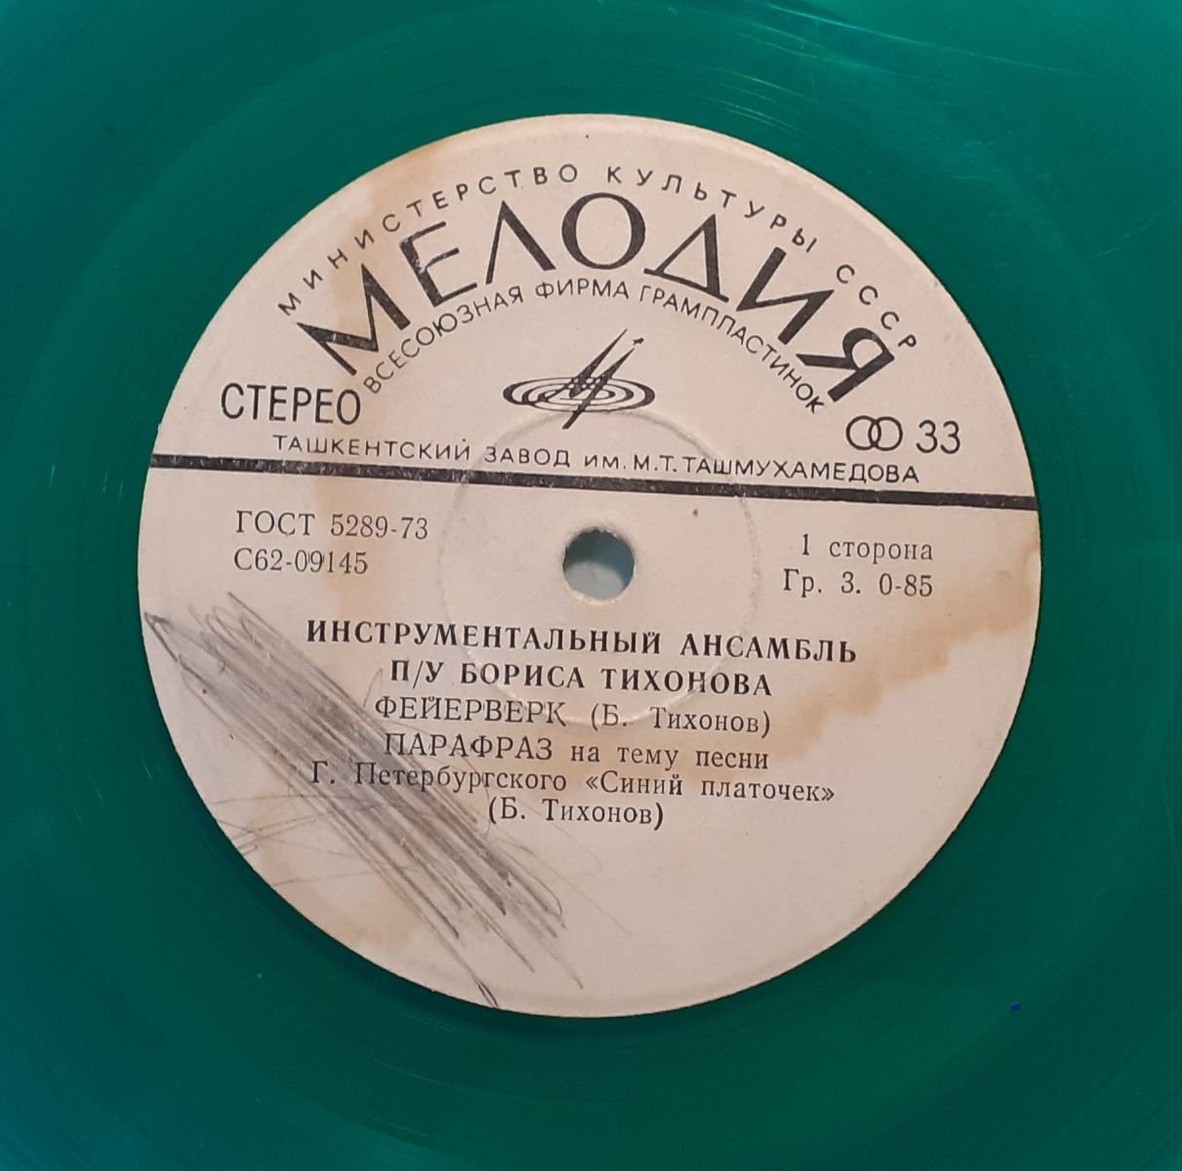 МИНИСТЕРСТВО КУЛЬТУРЫ СССР
МЕЛОДИЯ
ВСЕСОЮЗНАЯ ФИРМА ГРАМПЛАСТИНОК
СТЕРЕО
33
ТАШКЕНТСКИЙ ЗАВОД ИМ. М.Т. ТАШМУХАМЕДОВА
ГОСТ 5289-73
С62-09145
1 сторона
Гр. 3. 0-85
ИНСТРУМЕНТАЛЬНЫЙ АНСАМБЛЬ
П/У БОРИСА ТИХОНОВА
ФЕЙЕРВЕРК (Б. Тихонов)
ПАРАФРАЗ на тему песни
Г. Петербургского «Синий платочек»
(Б. Тихонов)